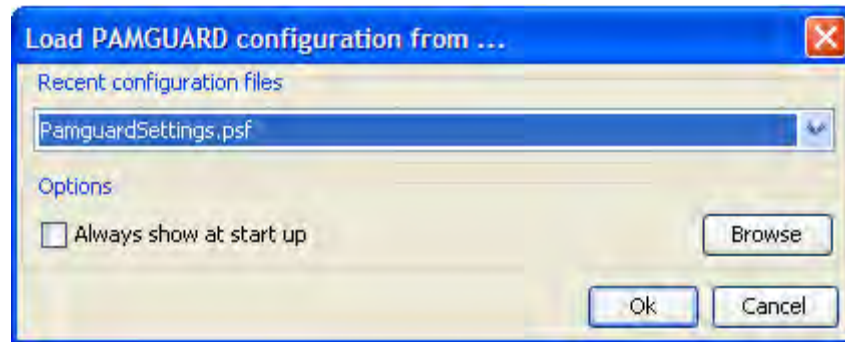 Load PAMGUARD configuration from ...
Recent configuration files
PamguardSettings.psf
Options
Always show at start up
Browse
Ok
Cancel